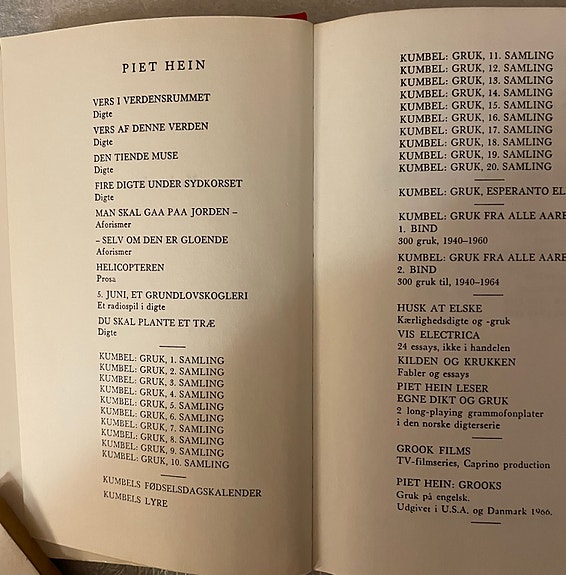 PIET HEIN
VERS I VERDENSRUMMET
Digte
VERS AF DENNE VERDEN
Digte
DEN TIENDE MUSE
Digte
FIRE DIGTE UNDER SYDKORSET
Digte
MAN SKAL GAA PAA JORDEN –
Aforismer
– SELV OM DEN ER GLOENDE
Aforismer
HELICOPTEREN
Prosa
5. JUNI, ET GRUNDLOVSKOGLERI
Et radiospil i digte
DU SKAL PLANTE ET TRÆ
Digte
KUMBEL: GRUK, 1. SAMLING
KUMBEL: GRUK, 2. SAMLING
KUMBEL: GRUK, 3. SAMLING
KUMBEL: GRUK, 4. SAMLING
KUMBEL: GRUK, 5. SAMLING
KUMBEL: GRUK, 6. SAMLING
KUMBEL: GRUK, 7. SAMLING
KUMBEL: GRUK, 8. SAMLING
KUMBEL: GRUK, 9. SAMLING
KUMBEL: GRUK, 10. SAMLING
KUMBELS FØDSELSDAGSKALENDER
KUMBELS LYRE
KUMBEL: GRUK, 11. SAMLING
KUMBEL: GRUK, 12. SAMLING
KUMBEL: GRUK, 13. SAMLING
KUMBEL: GRUK, 14. SAMLING
KUMBEL: GRUK, 15. SAMLING
KUMBEL: GRUK, 16. SAMLING
KUMBEL: GRUK, 17. SAMLING
KUMBEL: GRUK, 18. SAMLING
KUMBEL: GRUK, 19. SAMLING
KUMBEL: GRUK, 20. SAMLING
KUMBEL: GRUK, ESPERANTO
KUMBEL: GRUK FRA ALLE AARE
1. BIND
300 gruk, 1940–1960
KUMBEL: GRUK FRA ALLE AARE
2. BIND
300 gruk til, 1940–1964
HUSK AT ELSKE
Kærlighedsdigte og -gruk
VIS ELECTRICA
24 essays, ikke i handelen
KILDEN OG KRUKKEN
Fabler og essays
PIET HEIN LESER
EGNE DIKT OG GRUK
2 long-playing grammofonplater
i den norske digterserie
GROOK FILMS
TV-filmseries, Caprino production
PIET HEIN: GROOKS
Gruk på engelsk.
Udgivet i U.S.A. og Danmark 1966.